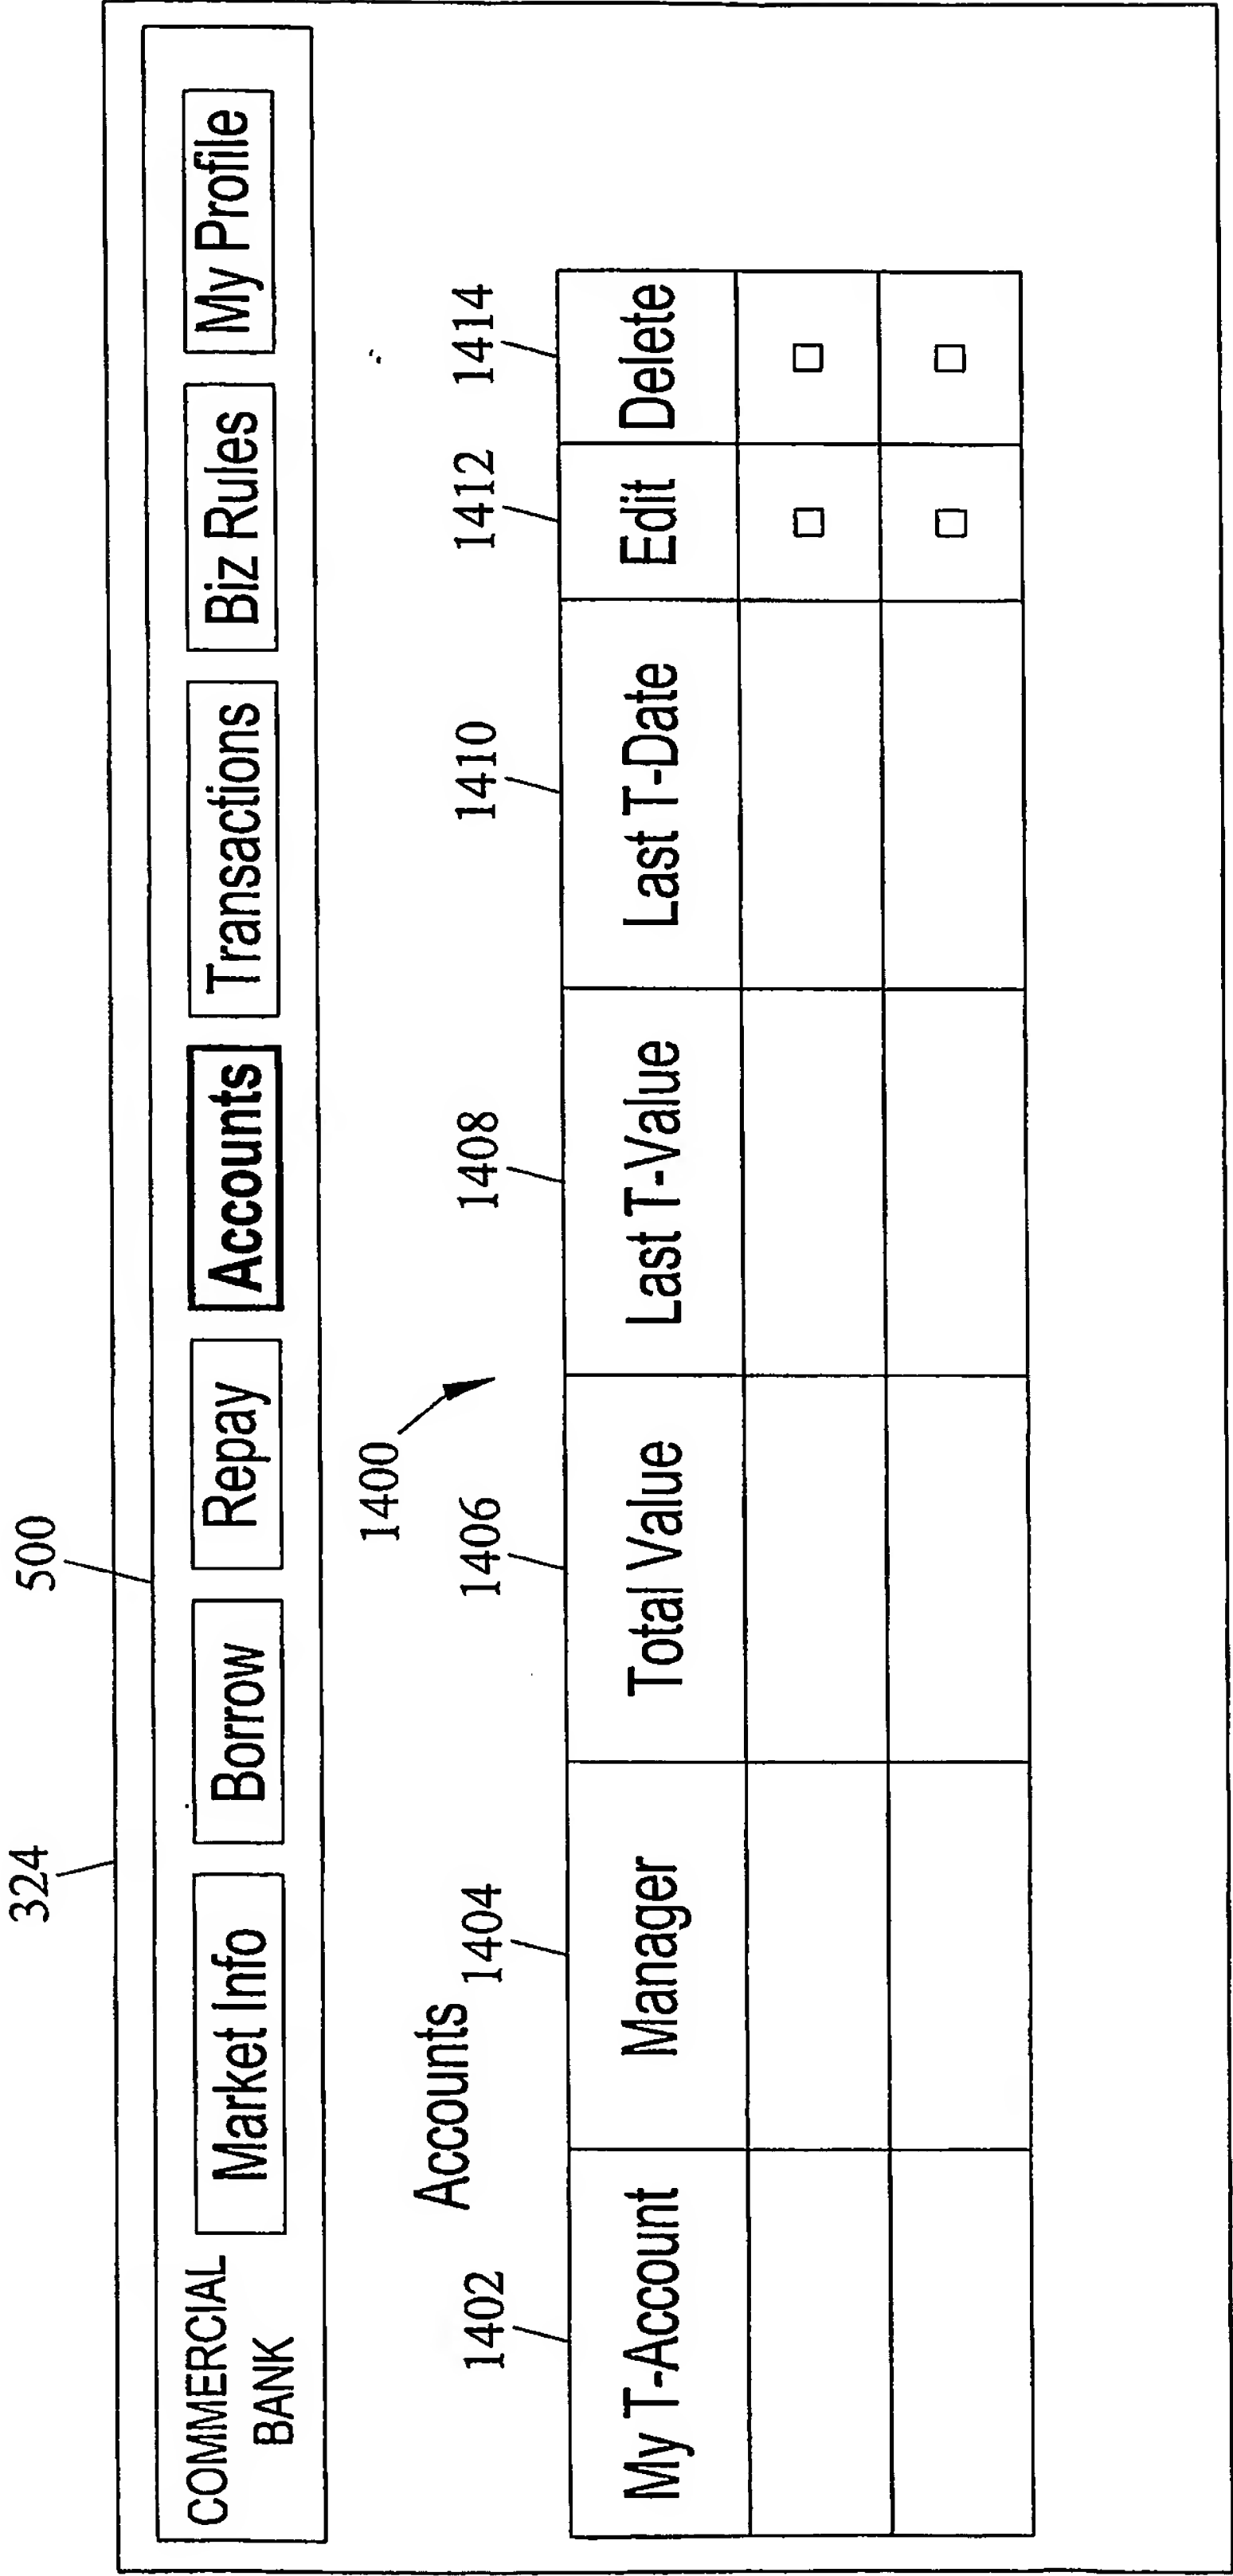 324
500
COMMERCIAL
BANK
Market Info
Borrow
Repay
Accounts
Transactions
Biz Rules
My Profile
1400
Accounts
1402
1404
1406
1408
1410
1412
1414
My T-Account
Manager
Total Value
Last T-Value
Last T-Date
Edit
Delete